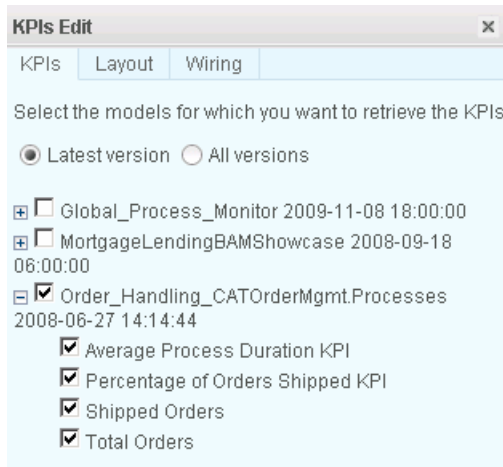 KPIs Edit
KPIs Layout Wiring
Select the models for which you want to retrieve the KPIs
Latest version All versions
Global_Process_Monitor 2009-11-08 18:00:00
MortgageLendingBAMShowcase 2008-09-18
06:00:00
Order_Handling_CATOrderMgmt.Processes
2008-06-27 14:14:44
Average Process Duration KPI
Percentage of Orders Shipped KPI
Shipped Orders
Total Orders